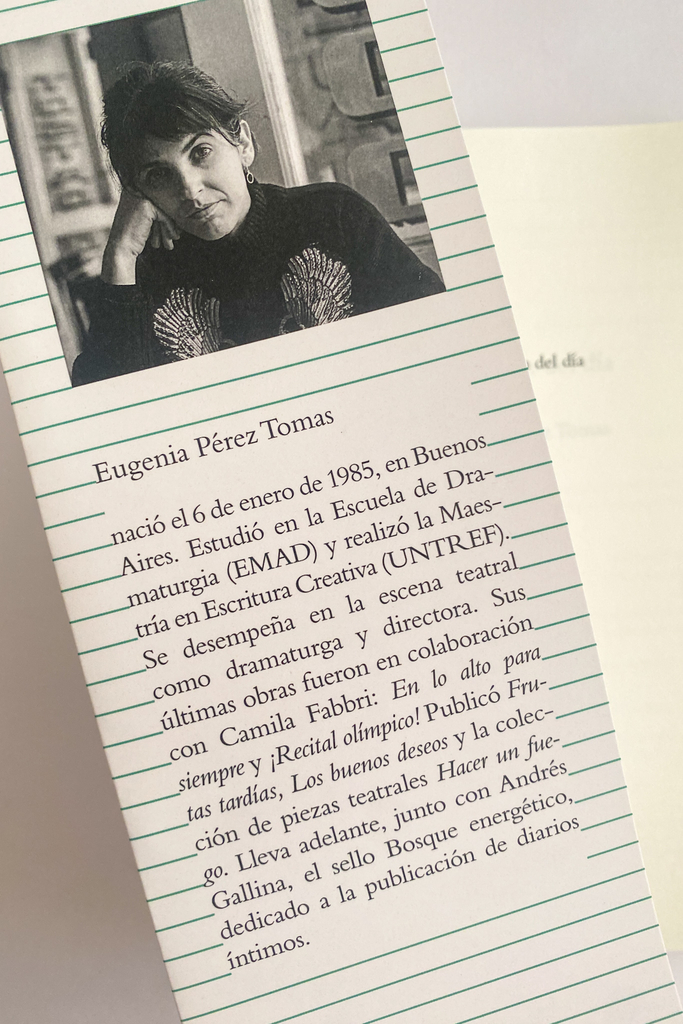 Eugenia Pérez Tomas
nació el 6 de enero de 1985, en Buenos
Aires. Estudió en la Escuela de Dra-
maturgia (EMAD) y realizó la Maes-
tría en Escritura Creativa (UNTREF).
Se desempeña en la escena teatral
como dramaturga y directora. Sus
últimas obras fueron en colaboración
con Camila Fabbri: En lo alto para
siempre y ¡Recital olímpico! Publicó Fru-
tas tardías, Los buenos deseos y la colec-
ción de piezas teatrales Hacer un fue-
go. Lleva adelante, junto con Andrés
Gallina, el sello Bosque energético,
dedicado a la publicación de diarios
íntimos.
del día